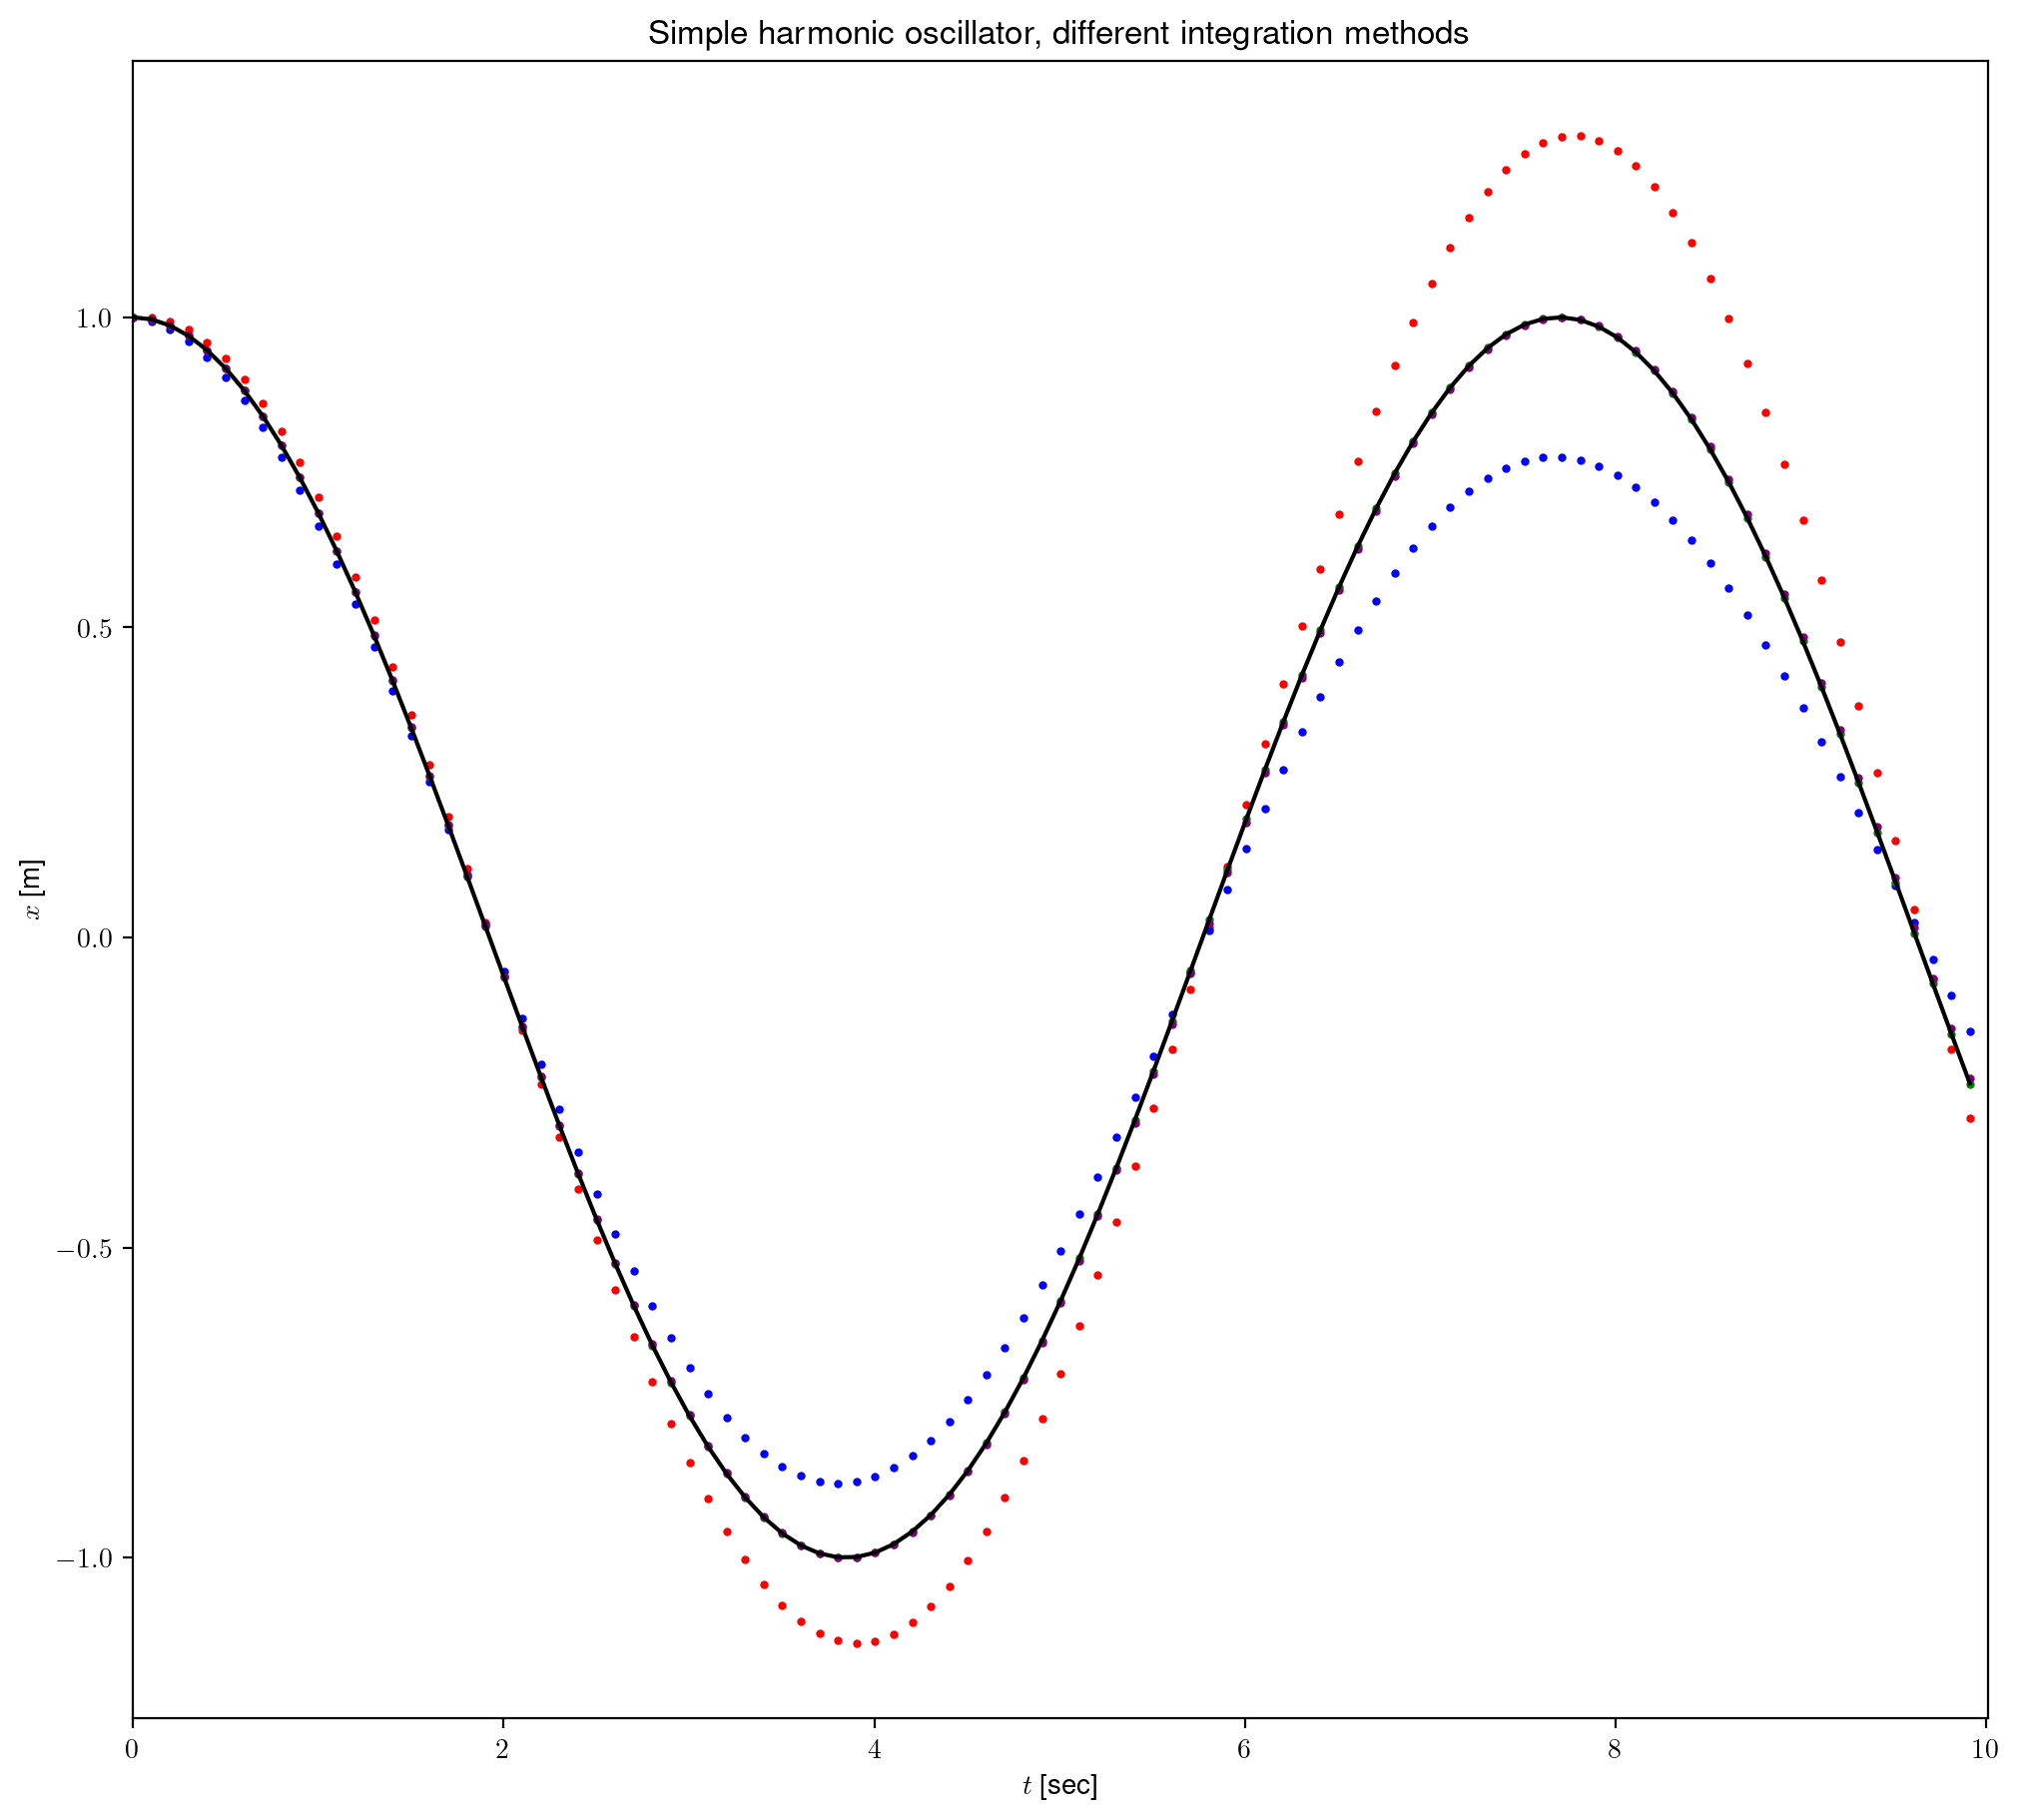 Simple harmonic oscillator, different integration methods
1.0
0.5
0.0
−0.5
−1.0
x [m]
0 2 4 6 8 10
t [sec]